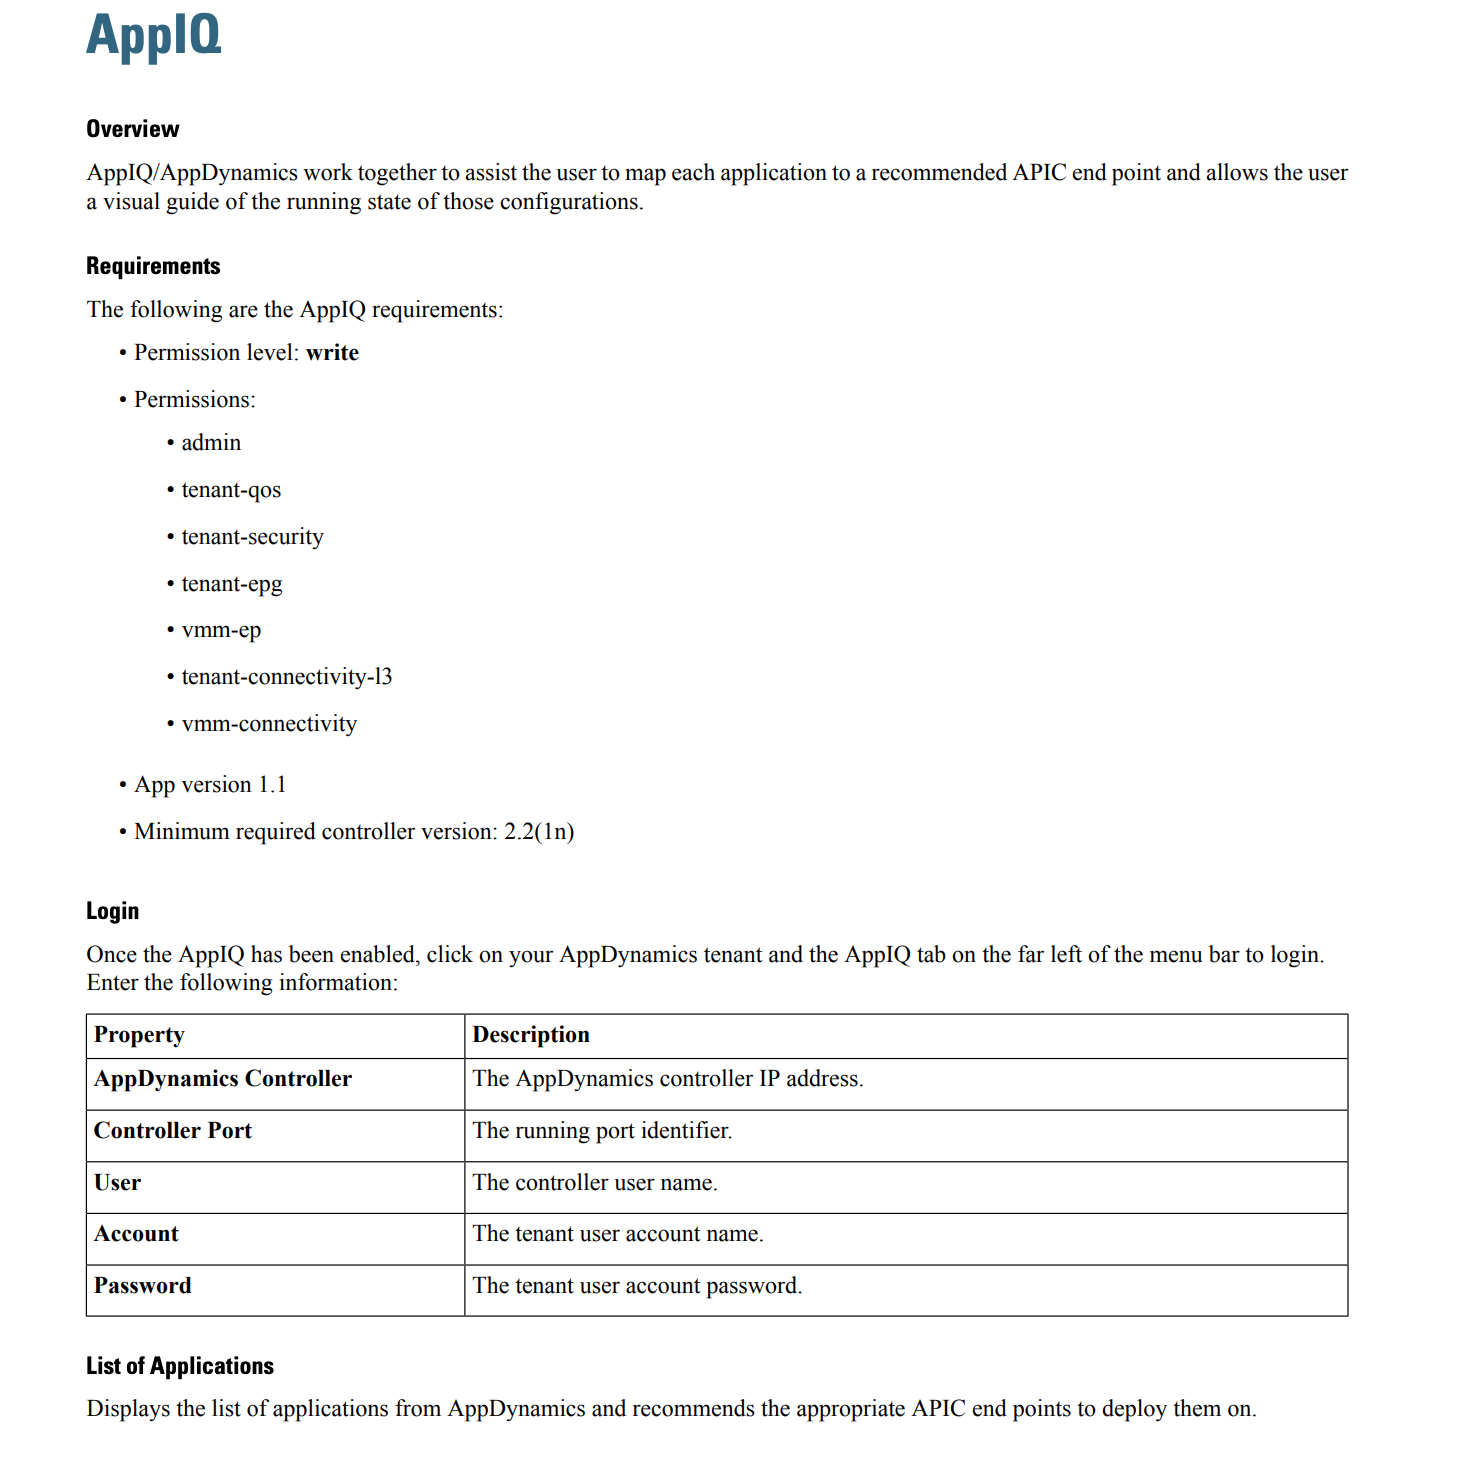 AppIQ
Overview
AppIQ/AppDynamics work together to assist the user to map each application to a recommended APIC end point and allows the user
a visual guide of the running state of those configurations.
Requirements
The following are the AppIQ requirements:
• Permission level: write
• Permissions:
• admin
• tenant-qos
• tenant-security
• tenant-epg
• vmm-ep
• tenant-connectivity-l3
• vmm-connectivity
• App version 1.1
• Minimum required controller version: 2.2(1n)
Login
Once the AppIQ has been enabled, click on your AppDynamics tenant and the AppIQ tab on the far left of the menu bar to login.
Enter the following information:
Property Description
AppDynamics Controller The AppDynamics controller IP address.
Controller Port The running port identifier.
User The controller user name.
Account The tenant user account name.
Password The tenant user account password.
List of Applications
Displays the list of applications from AppDynamics and recommends the appropriate APIC end points to deploy them on.